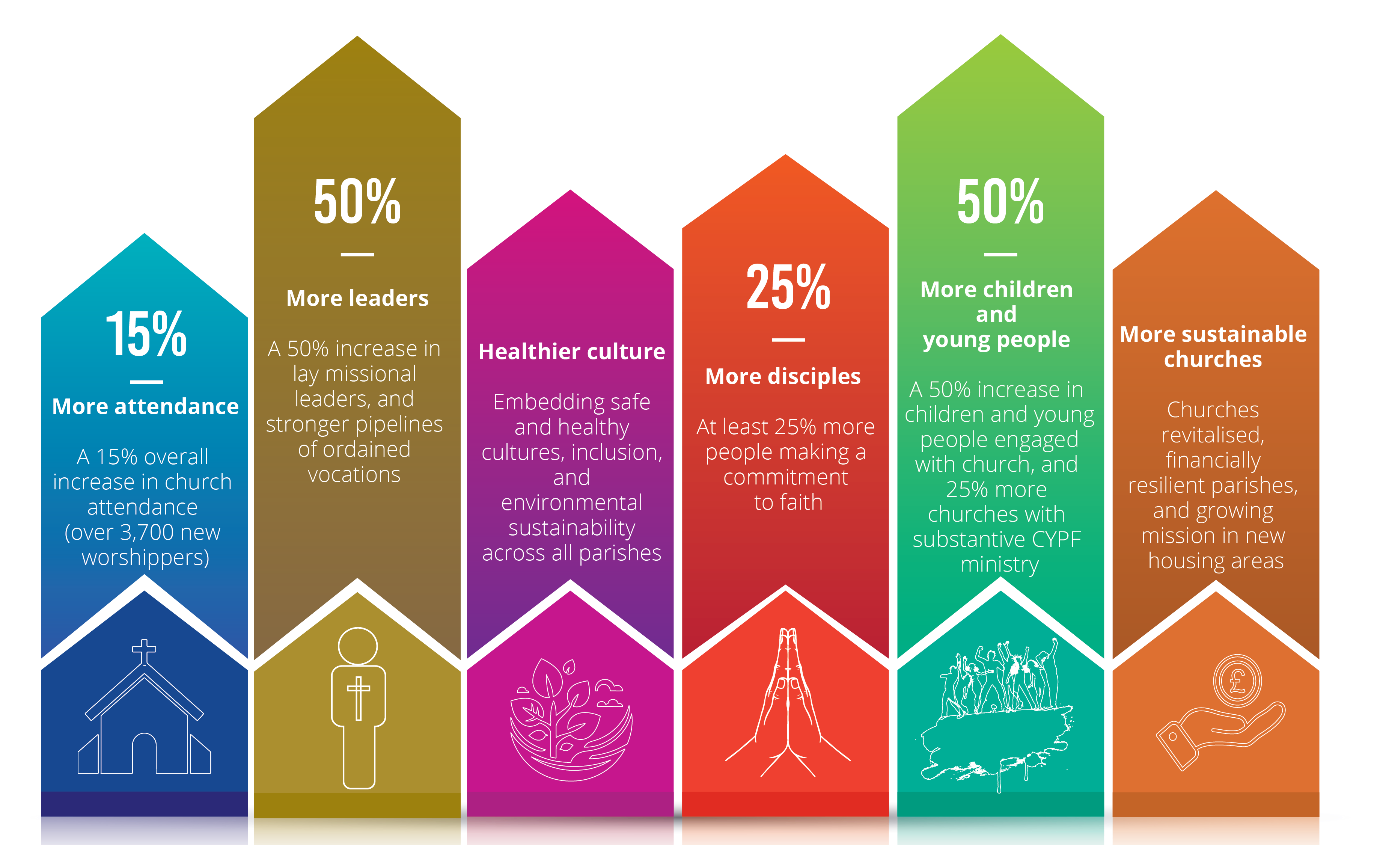 15%
More attendance
A 15% overall
increase in church
attendance
(over 3,700 new
worshippers)
50%
More leaders
A 50% increase in
lay missional
leaders, and
stronger pipelines
of ordained
vocations
Healthier culture
Embedding safe
and healthy
cultures, inclusion,
and
environmental
sustainability
across all parishes
25%
More disciples
At least 25% more
people making a
commitment
to faith
50%
More children
and
young people
A 50% increase in
children and young
people engaged
with church, and
25% more
churches with
substantive CYPF
ministry
More sustainable
churches
Churches
revitalised,
financially
resilient parishes,
and growing
mission in new
housing areas
£